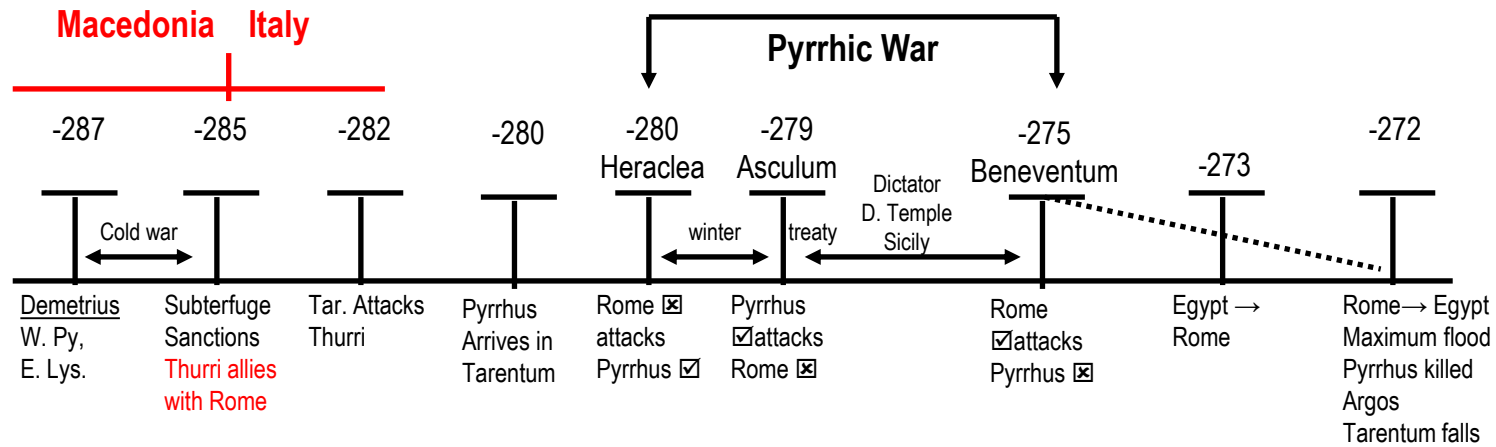 Macedonia Italy
Pyrrhic War
-287
-285
-282
-280
-280
-279
-275
-273
-272
Heraclea
Asculum
Beneventum
Cold war
winter
treaty
Dictator
D. Temple
Sicily
Demetrius
W. Py,
E. Lys.
Subterfuge
Sanctions
Thurri allies
with Rome
Tar. Attacks
Thurri
Pyrrhus
Arrives in
Tarentum
Rome ☒
attacks
Pyrrhus ☑
Pyrrhus
☑attacks
Rome ☒
Rome
☑attacks
Pyrrhus ☒
Egypt →
Rome
Rome→ Egypt
Maximum flood
Pyrrhus killed
Argos
Tarentum falls